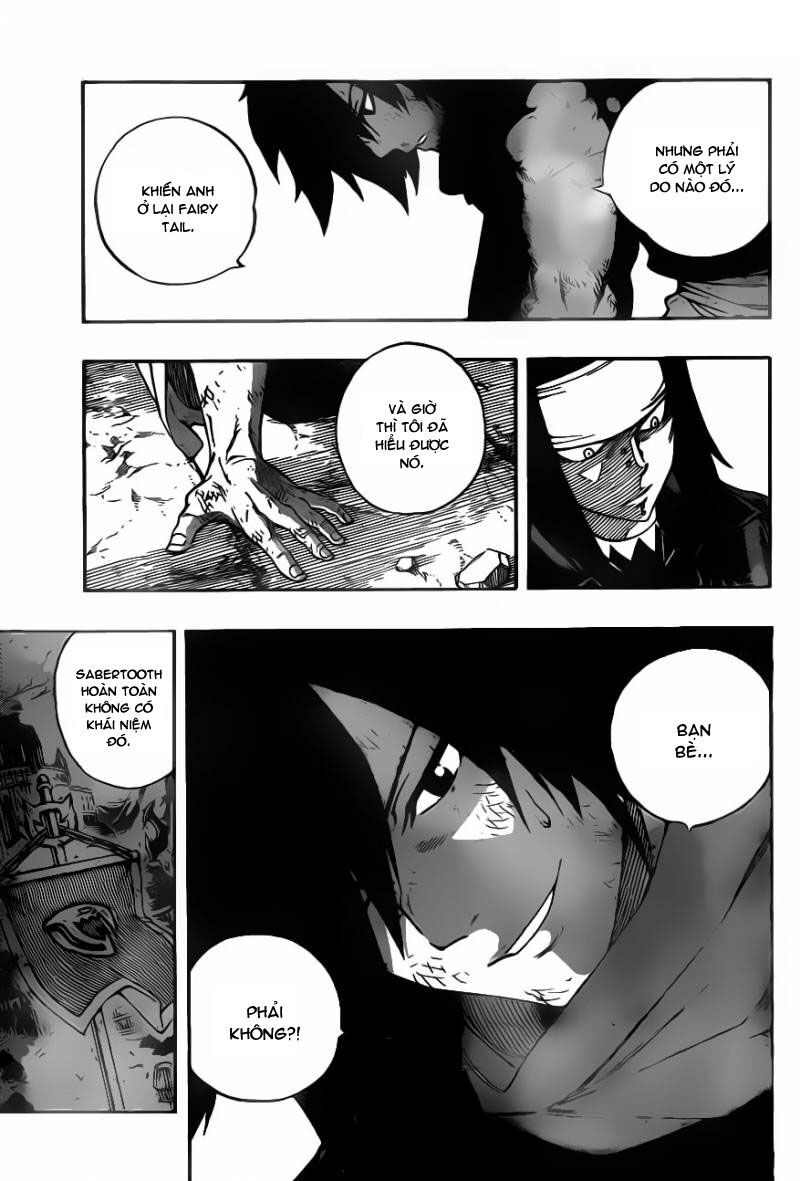 NHƯNG PHẢI
CÓ MỘT LÝ
DO NÀO ĐÓ...
KHIẾN ANH
Ở LẠI FAIRY
TAIL.
VÀ GIỜ
THÌ TÔI ĐÃ
HIỂU ĐƯỢC
NÓ.
BẠN
BÈ...
PHẢI
KHÔNG?!
SABERTOOTH
HOÀN TOÀN
KHÔNG CÓ
KHÁI NIỆM
ĐÓ.